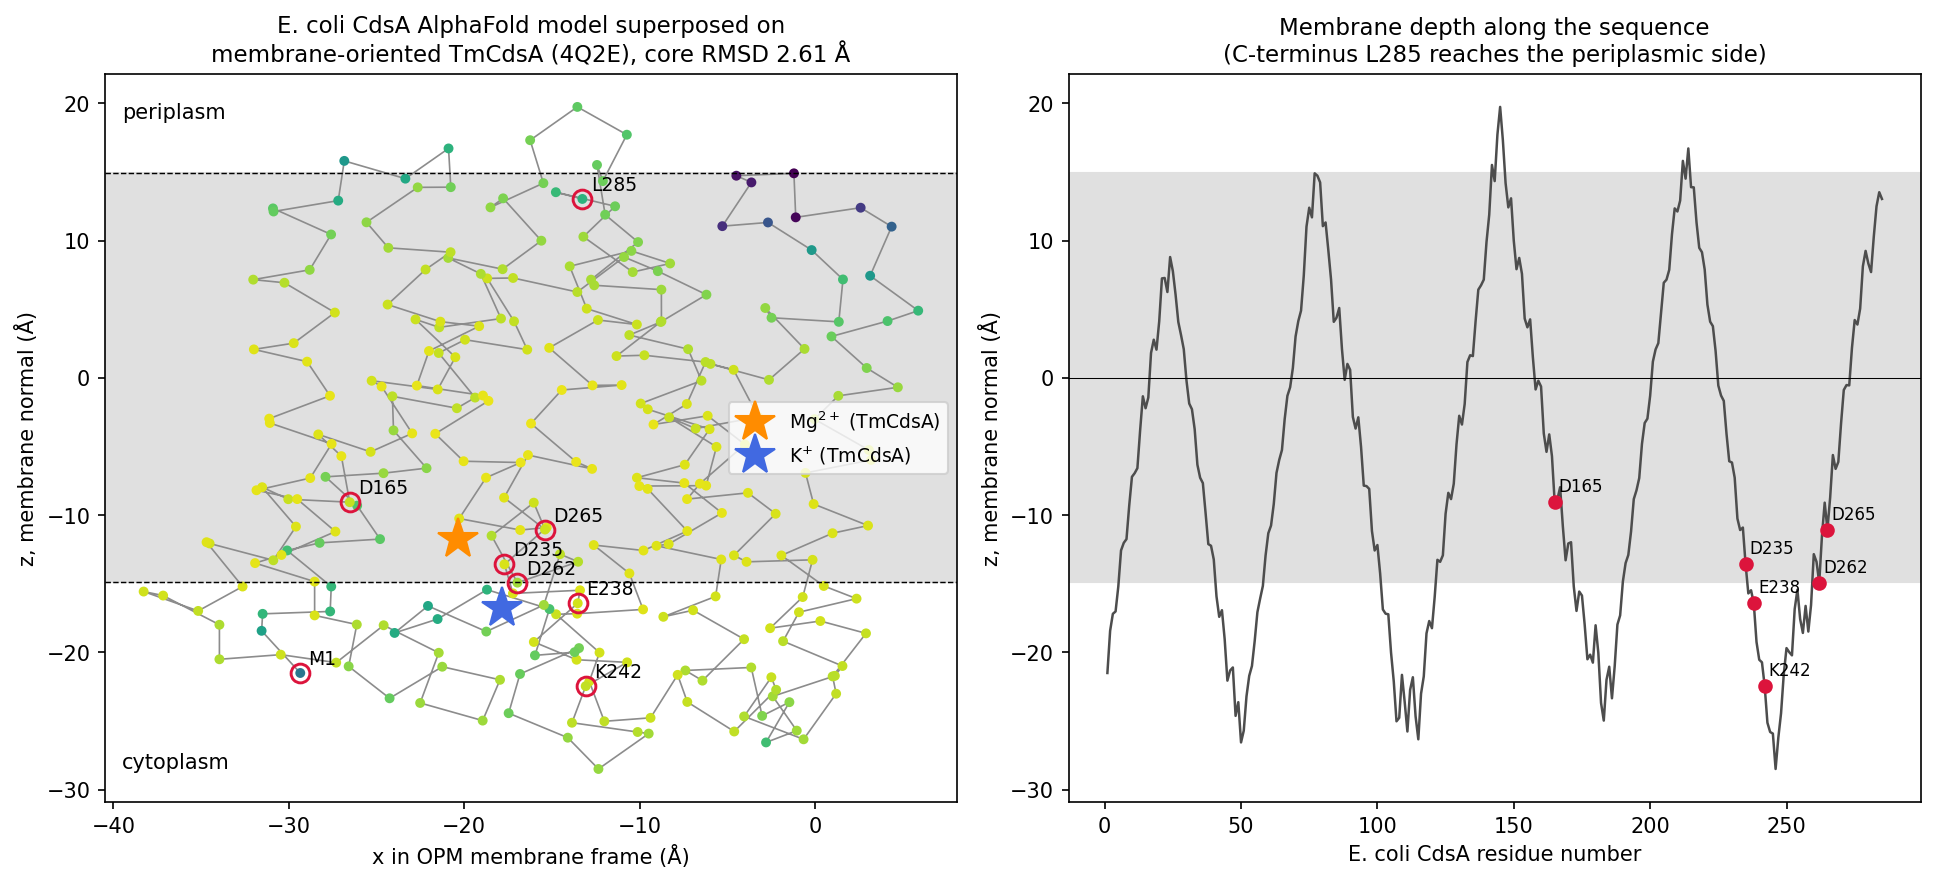 E. coli CdsA AlphaFold model superposed on
membrane-oriented TmCdsA (4Q2E), core RMSD 2.61 Å
z, membrane normal (Å)
20
10
0
−10
−20
−30
periplasm
L285
D165
D265
D235
D262
E238
K242
M1
cytoplasm
Mg²⁺ (TmCdsA)
K⁺ (TmCdsA)
−40
−30
−20
−10
0
x in OPM membrane frame (Å)
Membrane depth along the sequence
(C-terminus L285 reaches the periplasmic side)
z, membrane normal (Å)
20
10
0
−10
−20
−30
D165
D265
D235
D262
E238
K242
0
50
100
150
200
250
E. coli CdsA residue number